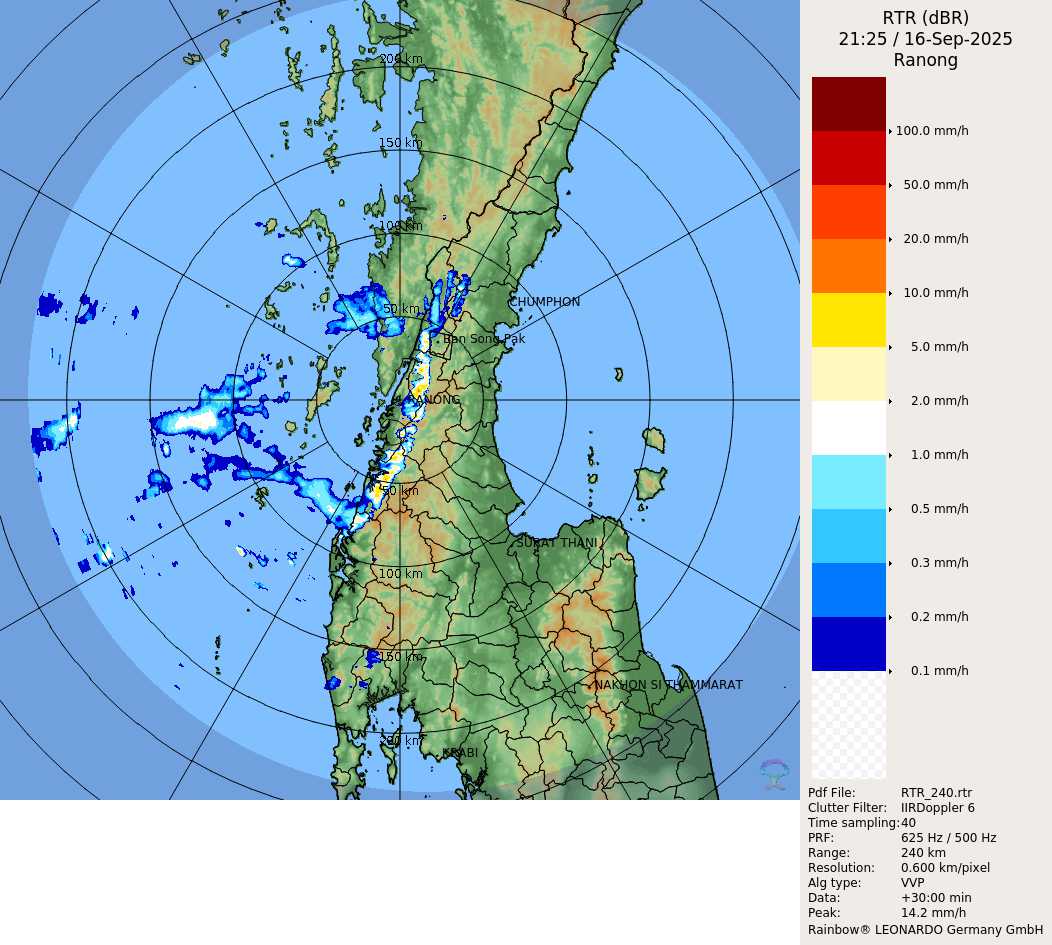 RTR (dBR)
21:25 / 16-Sep-2025
Ranong
200 km
150 km
100 km
50 km
CHUMPHON
Ban Song Pak
RANONG
50 km
SURAT THANI
100 km
150 km
NAKHON SI THAMMARAT
200 km
KRABI
100.0 mm/h
50.0 mm/h
20.0 mm/h
10.0 mm/h
5.0 mm/h
2.0 mm/h
1.0 mm/h
0.5 mm/h
0.3 mm/h
0.2 mm/h
0.1 mm/h
Pdf File: RTR_240.rtr
Clutter Filter: IIRDoppler 6
Time sampling:40
PRF: 625 Hz / 500 Hz
Range: 240 km
Resolution: 0.600 km/pixel
Alg type: VVP
Data: +30:00 min
Peak: 14.2 mm/h
Rainbow® LEONARDO Germany GmbH